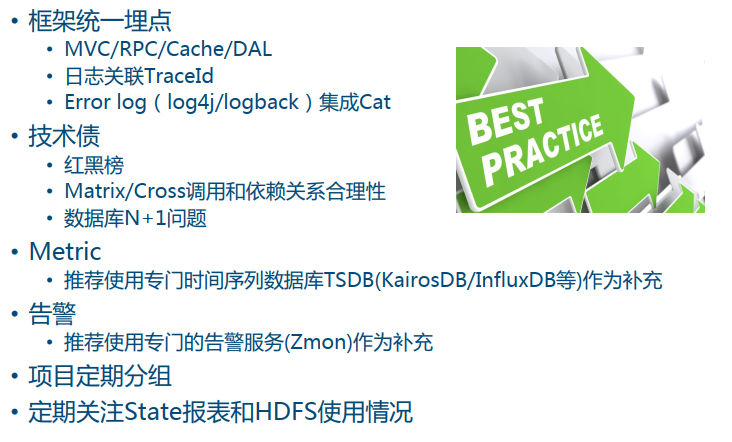 • 框架统一埋点
• MVC/RPC/Cache/DAL
• 日志关联TraceId
• Error log（log4j/logback）集成Cat
• 技术债
• 红黑榜
• Matrix/Cross调用和依赖关系合理性
• 数据库N+1问题
• Metric
• 推荐使用专门时间序列数据库TSDB(KairosDB/InfluxDB等)作为补充
• 告警
• 推荐使用专门的告警服务(Zmon)作为补充
• 项目定期分组
• 定期关注State报表和HDFS使用情况
BEST
PRACTICE